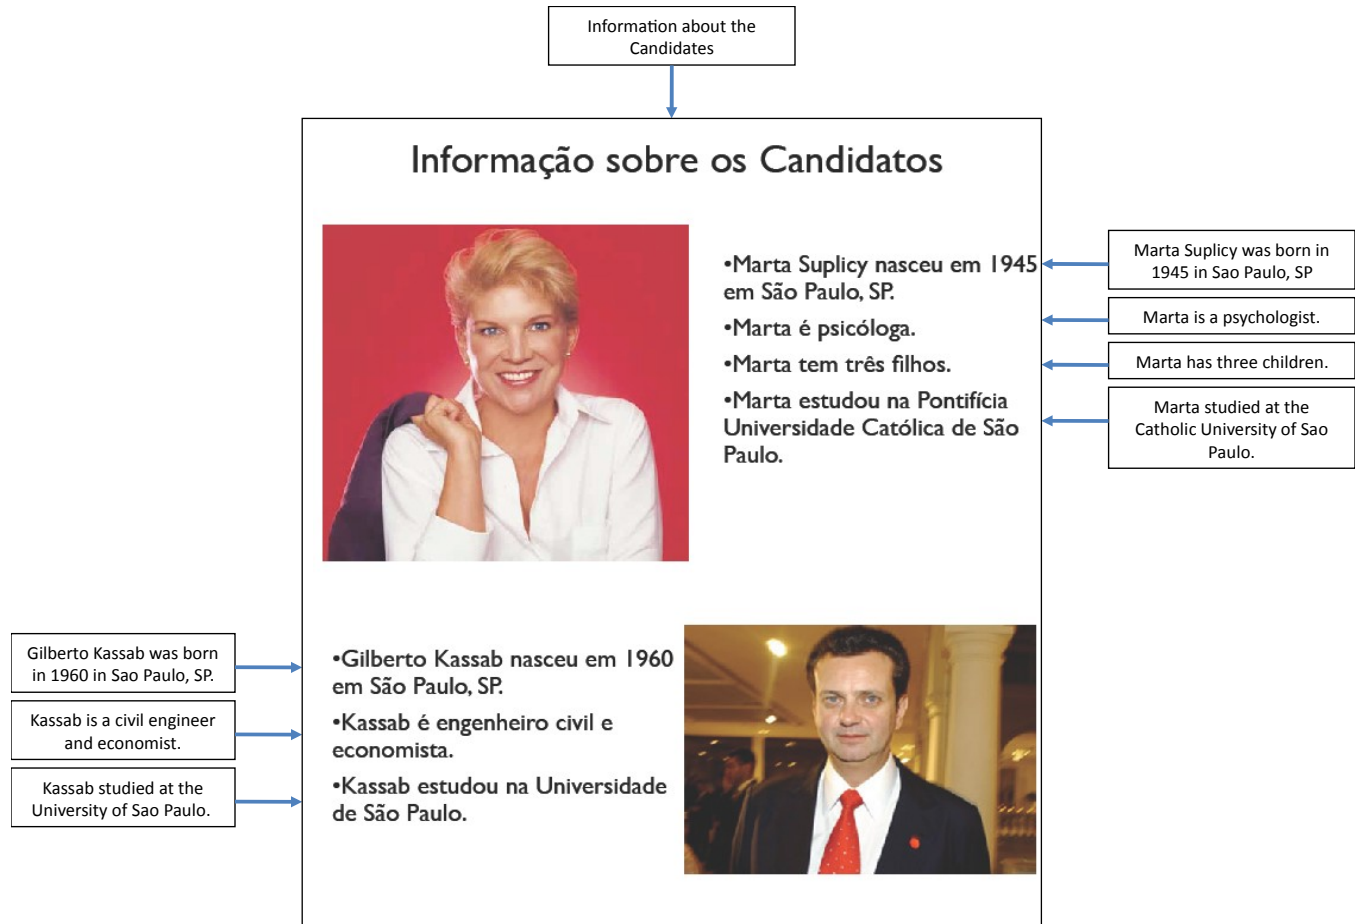 Information about the
Candidates
Informação sobre os Candidatos
•Marta Suplicy nasceu em 1945
em São Paulo, SP.
•Marta é psicóloga.
•Marta tem três filhos.
•Marta estudou na Pontifícia
Universidade Católica de São
Paulo.
Marta Suplicy was born in
1945 in Sao Paulo, SP
Marta is a psychologist.
Marta has three children.
Marta studied at the
Catholic University of Sao
Paulo.
Gilberto Kassab was born
in 1960 in Sao Paulo, SP.
Kassab is a civil engineer
and economist.
Kassab studied at the
University of Sao Paulo.
•Gilberto Kassab nasceu em 1960
em São Paulo, SP.
•Kassab é engenheiro civil e
economista.
•Kassab estudou na Universidade
de São Paulo.